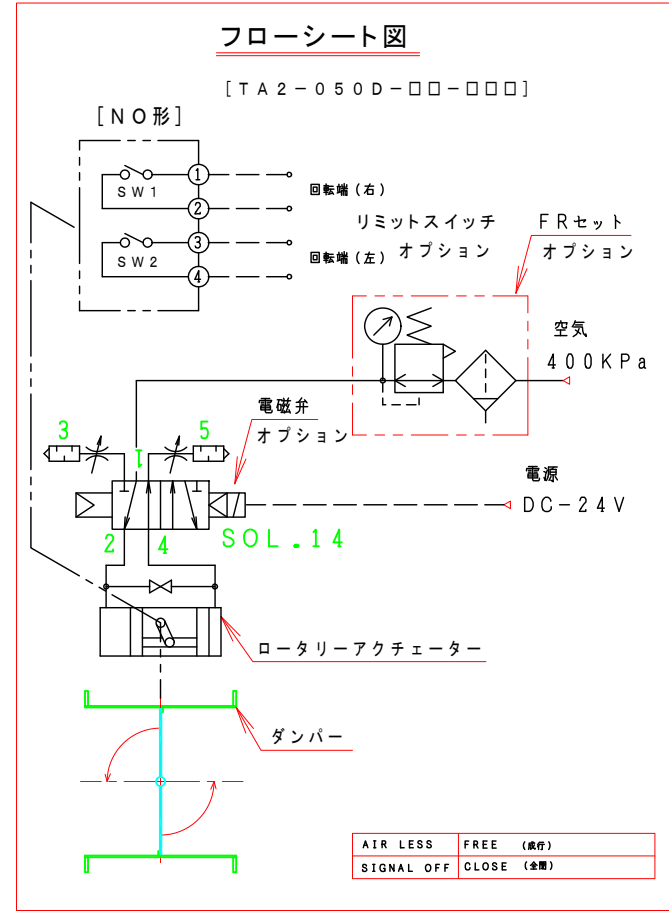 フローシート図
[TA2-050D-□□-□□□]
[NO形]
SW1
①
②
回転端(右)
SW2
③
④
回転端(左)
リミットスイッチ
オプション
FRセット
オプション
空気
400KPa
電磁弁
オプション
3
1
5
電源
DC-24V
2
4
SOL.14
ロータリーアクチェーター
ダンパー
AIR LESS FREE (成行)
SIGNAL OFF CLOSE (全閉)